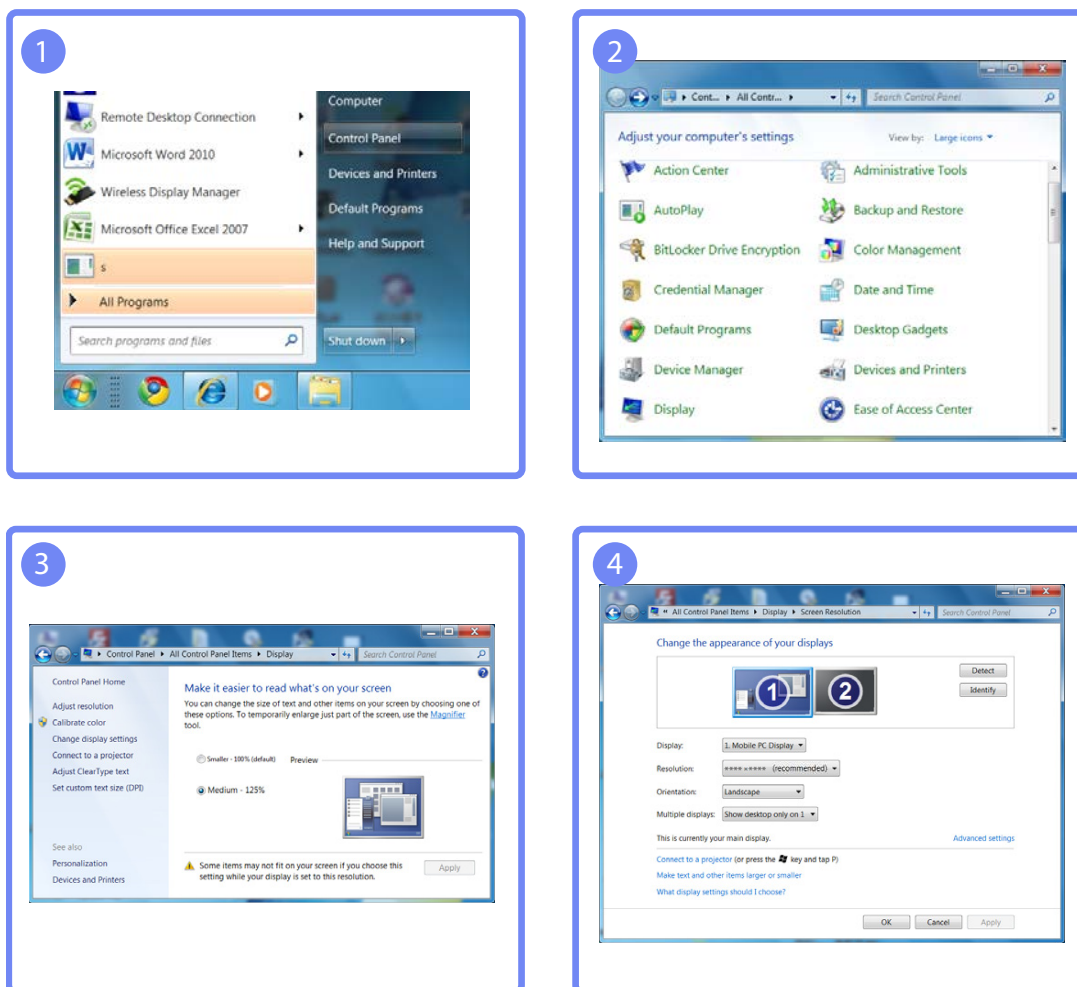 1
Remote Desktop Connection
Microsoft Word 2010
Wireless Display Manager
Microsoft Office Excel 2007
s
All Programs
Search programs and files
Computer
Control Panel
Devices and Printers
Default Programs
Help and Support
Shut down
2
Cont... All Contr...
Search Control Panel
Adjust your computer's settings
View by: Large icons
Action Center
Administrative Tools
AutoPlay
Backup and Restore
BitLocker Drive Encryption
Color Management
Credential Manager
Date and Time
Default Programs
Desktop Gadgets
Device Manager
Devices and Printers
Display
Ease of Access Center
3
Control Panel All Control Panel Items Display
Search Control Panel
Control Panel Home
Adjust resolution
Calibrate color
Change display settings
Connect to a projector
Adjust ClearType text
Set custom text size (DPI)
See also
Personalization
Devices and Printers
Make it easier to read what's on your screen
You can change the size of text and other items on your screen by choosing one of
these options. To temporarily enlarge just part of the screen, use the Magnifier
tool.
Smaller - 100% (default) Preview
Medium - 125%
Some items may not fit on your screen if you choose this
setting while your display is set to this resolution.
Apply
4
« All Control Panel Items Display Screen Resolution
Search Control Panel
Change the appearance of your displays
1
2
Detect
Identify
Display: 1. Mobile PC Display
Resolution: **** x**** (recommended)
Orientation: Landscape
Multiple displays: Show desktop only on 1
This is currently your main display.
Advanced settings
Connect to a projector (or press the key and tap P)
Make text and other items larger or smaller
What display settings should I choose?
OK Cancel Apply